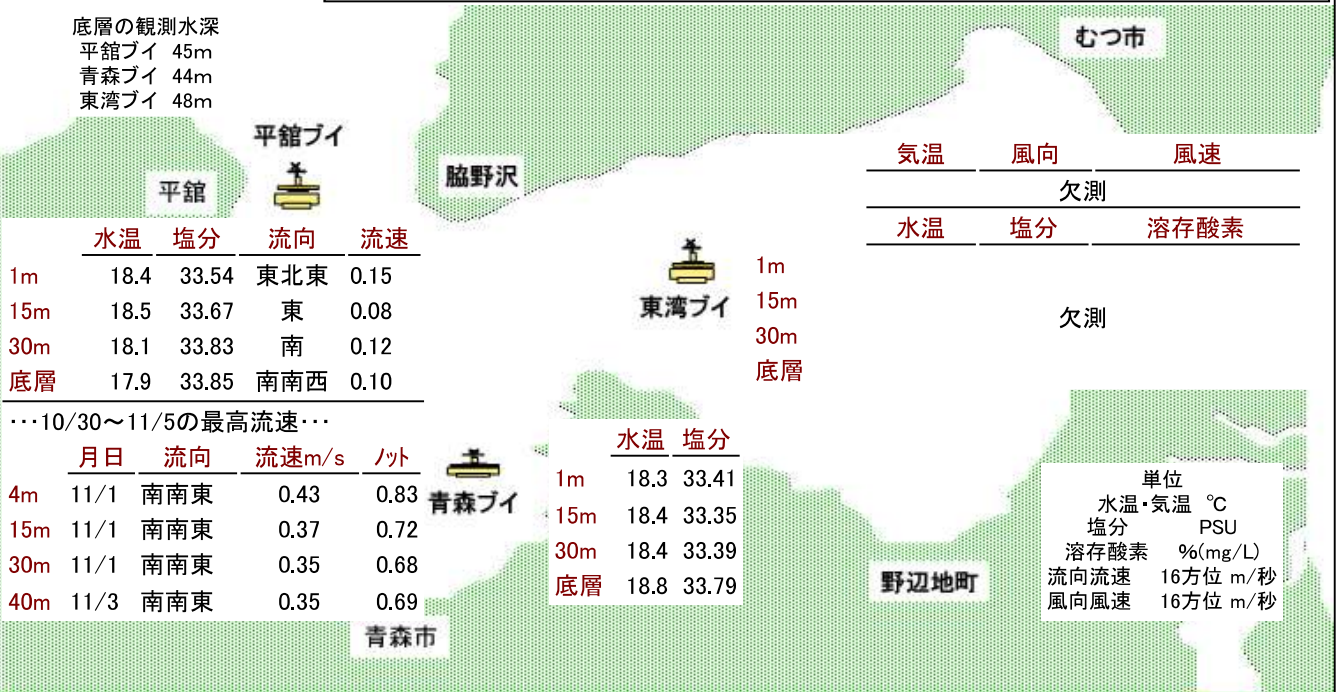 底層の観測水深
平舘ブイ 45m
青森ブイ 44m
東湾ブイ 48m
むつ市
平舘ブイ
脇野沢
平舘
気温 風向 風速
欠測
水温 塩分 溶存酸素
東湾ブイ
1m
15m
30m
底層
欠測
水温 塩分 流向 流速
1m 18.4 33.54 東北東 0.15
15m 18.5 33.67 東 0.08
30m 18.1 33.83 南 0.12
底層 17.9 33.85 南南西 0.10
…10/30～11/5の最高流速…
月日 流向 流速m/s ノット
4m 11/1 南南東 0.43 0.83
15m 11/1 南南東 0.37 0.72
30m 11/1 南南東 0.35 0.68
40m 11/3 南南東 0.35 0.69
青森ブイ
水温 塩分
1m 18.3 33.41
15m 18.4 33.35
30m 18.4 33.39
底層 18.8 33.79
青森市
野辺地町
単位
水温・気温 ℃
塩分 PSU
溶存酸素 %(mg/L)
流向流速 16方位 m/秒
風向風速 16方位 m/秒